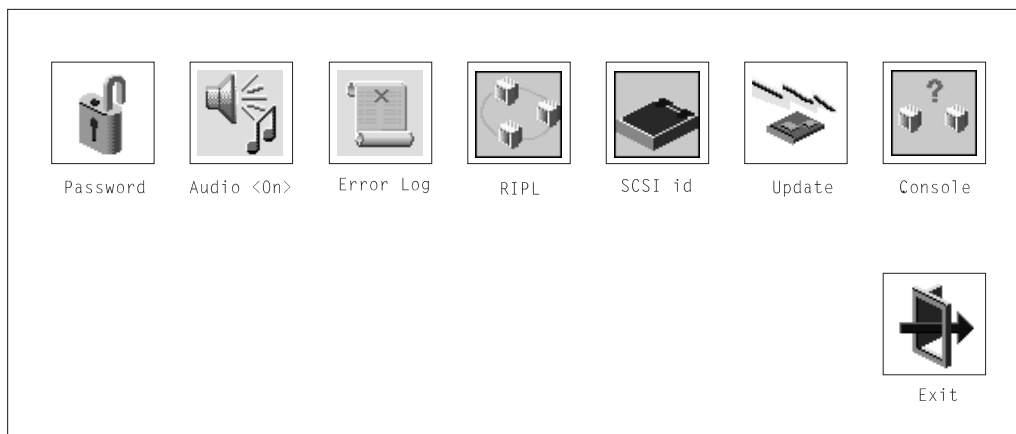 Password
Audio <On>
Error Log
RIPL
SCSI id
Update
Console
?
Exit